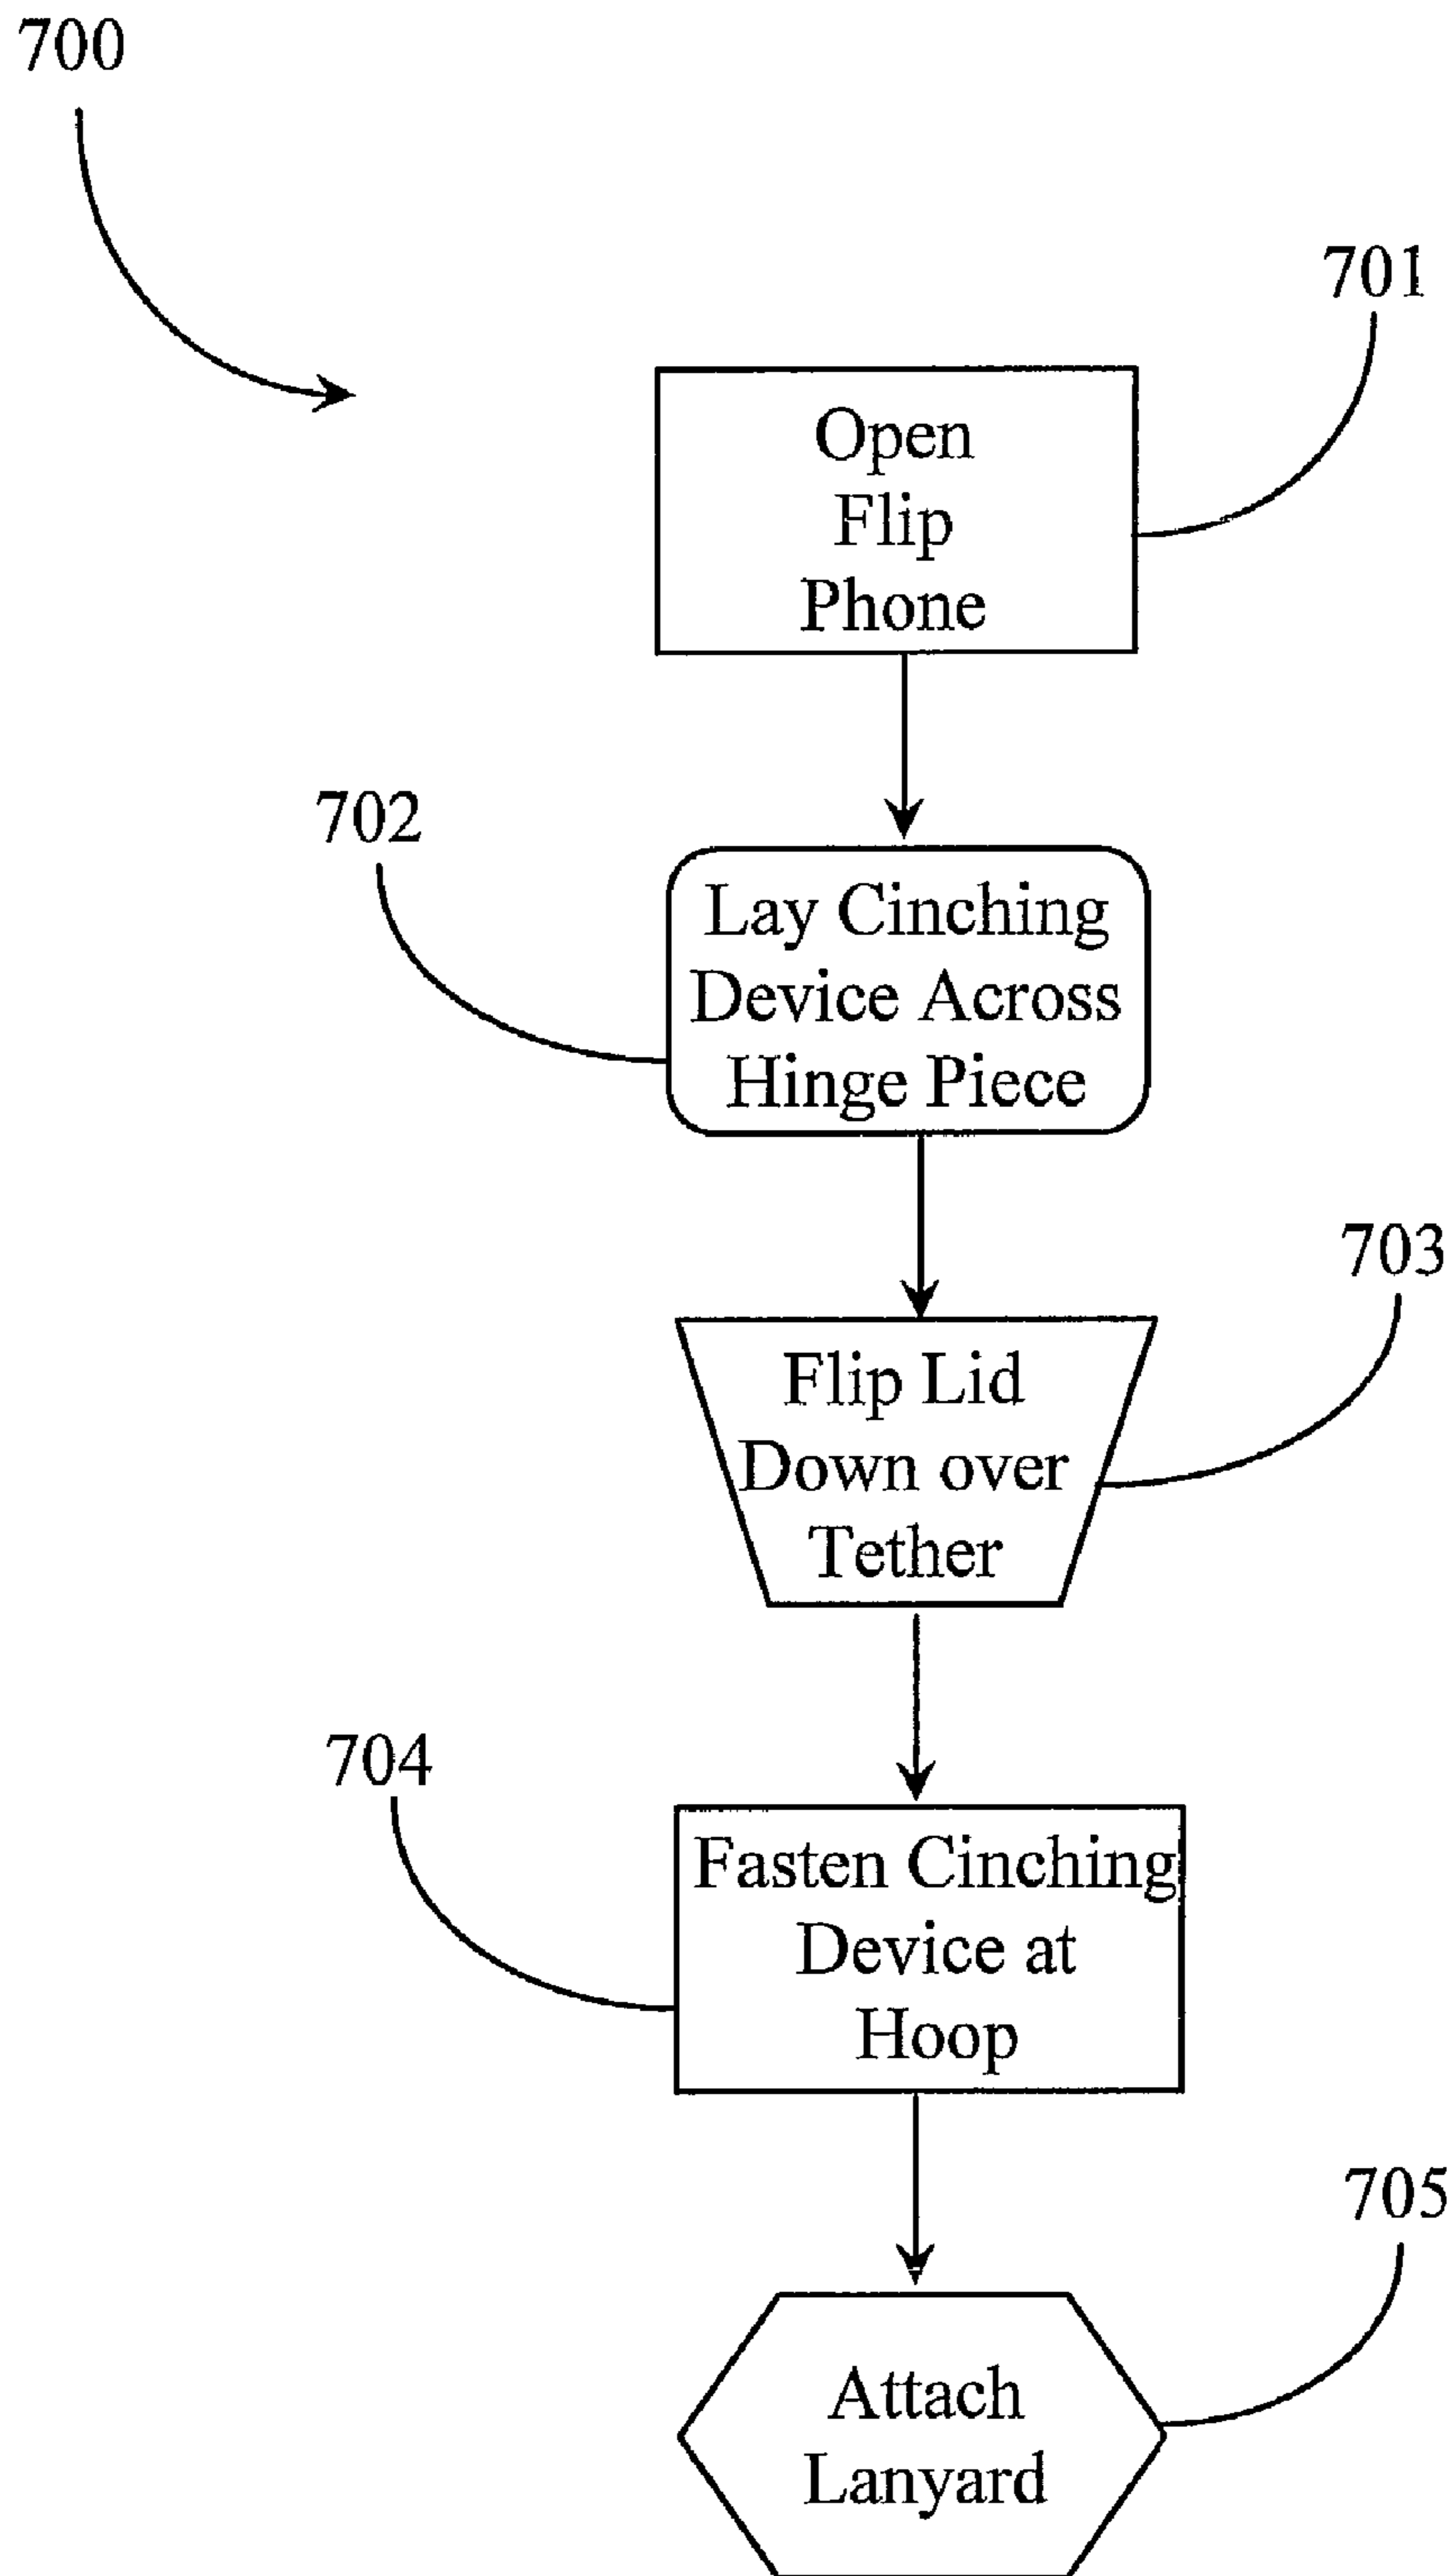 700
701
Open
Flip
Phone
702
Lay Cinching
Device Across
Hinge Piece
703
Flip Lid
Down over
Tether
704
Fasten Cinching
Device at
Hoop
705
Attach
Lanyard